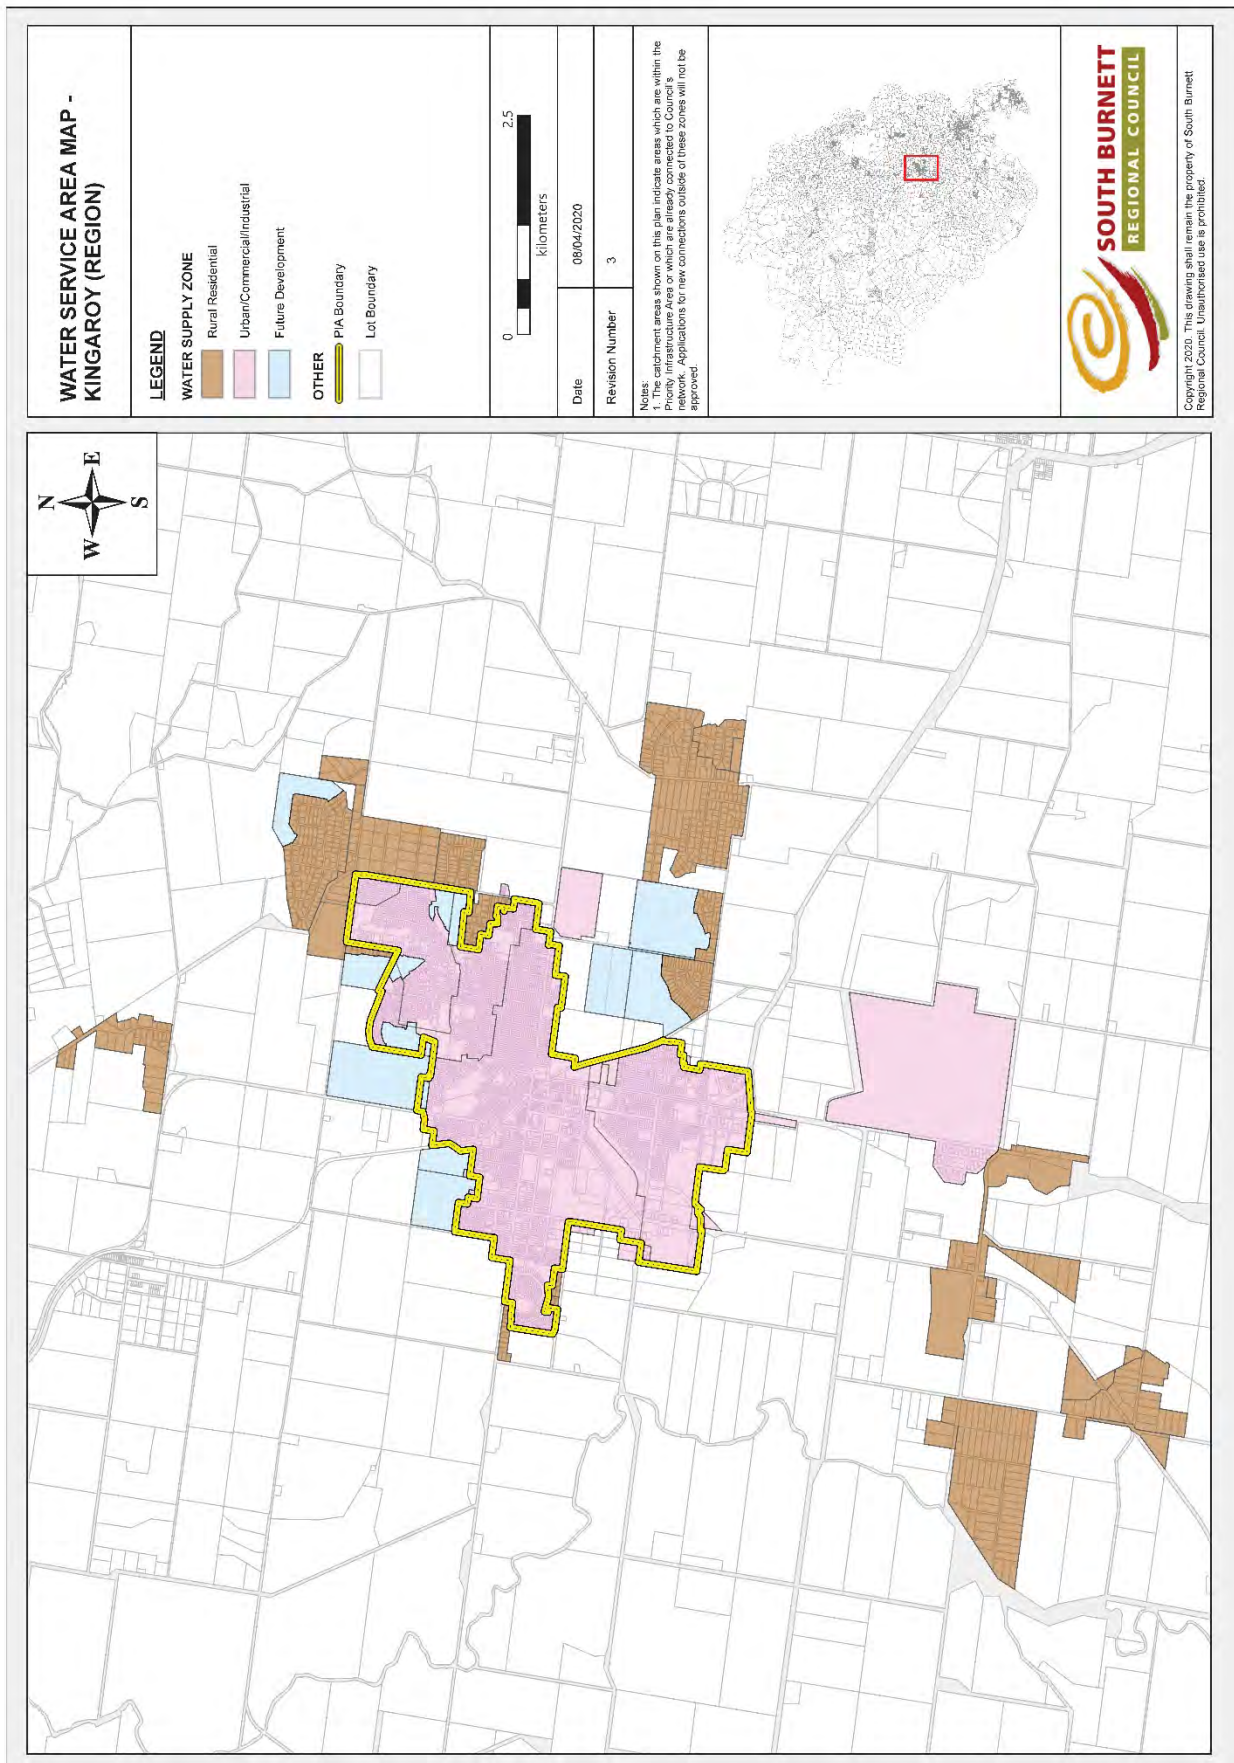 WATER SERVICE AREA MAP -
KINGAROY (REGION)
LEGEND
WATER SUPPLY ZONE
Rural Residential
Urban/Commercial/Industrial
Future Development
OTHER
PIA Boundary
Lot Boundary
0 2.5
kilometers
Date 08/04/2020
Revision Number 3
Notes:
1. The catchment areas shown on this plan indicate areas which are within the
Priority Infrastructure Area or which are already connected to Council's
network. Applications for new connections outside of these zones will not be
approved.
SOUTH BURNETT
REGIONAL COUNCIL
Copyright 2020. This drawing shall remain the property of South Burnett
Regional Council. Unauthorised use is prohibited.
N
W E
S